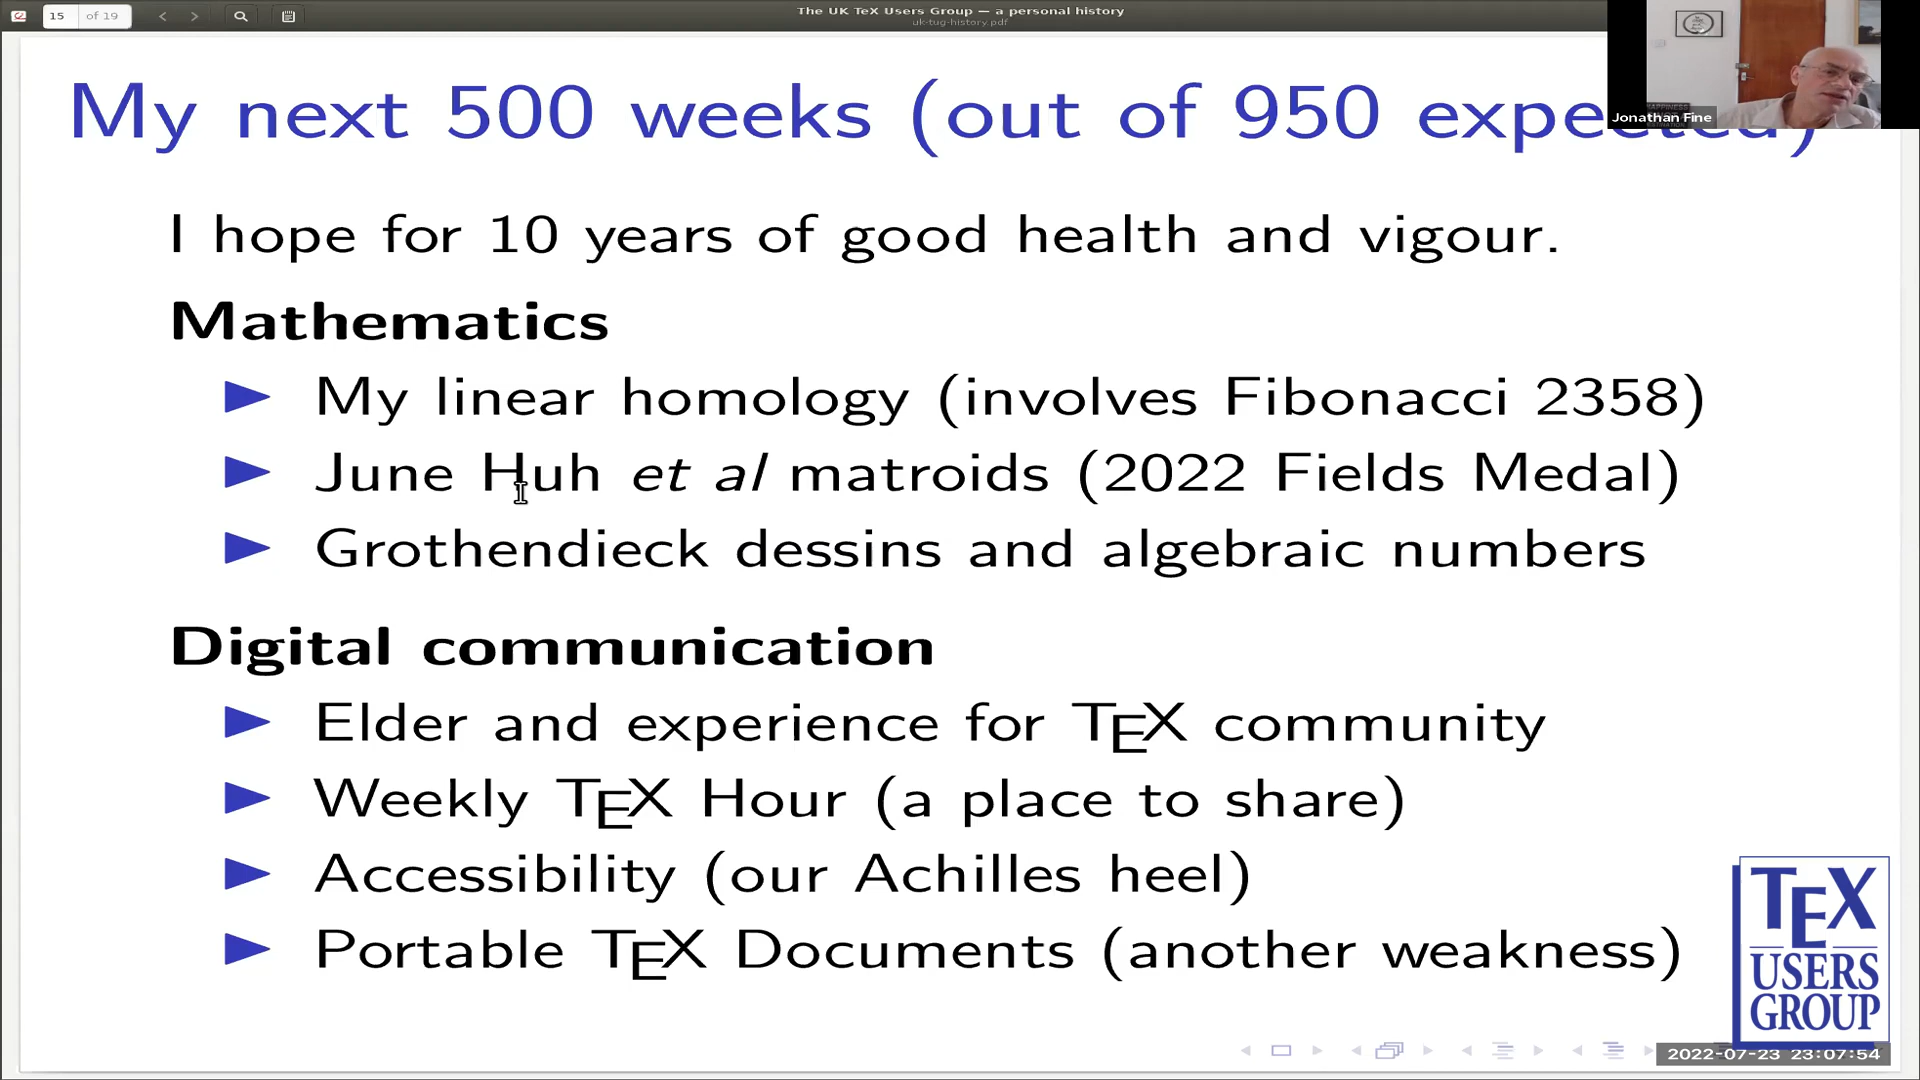 15 of 19
The UK TeX Users Group — a personal history
uk-tug-history.pdf
My next 500 weeks (out of 950 expected)
Jonathan Fine
I hope for 10 years of good health and vigour.
Mathematics
My linear homology (involves Fibonacci 2358)
June Huh et al matroids (2022 Fields Medal)
Grothendieck dessins and algebraic numbers
Digital communication
Elder and experience for TEX community
Weekly TEX Hour (a place to share)
Accessibility (our Achilles heel)
Portable TEX Documents (another weakness)
TEX
USERS
GROUP
2022-07-23 23:07:54